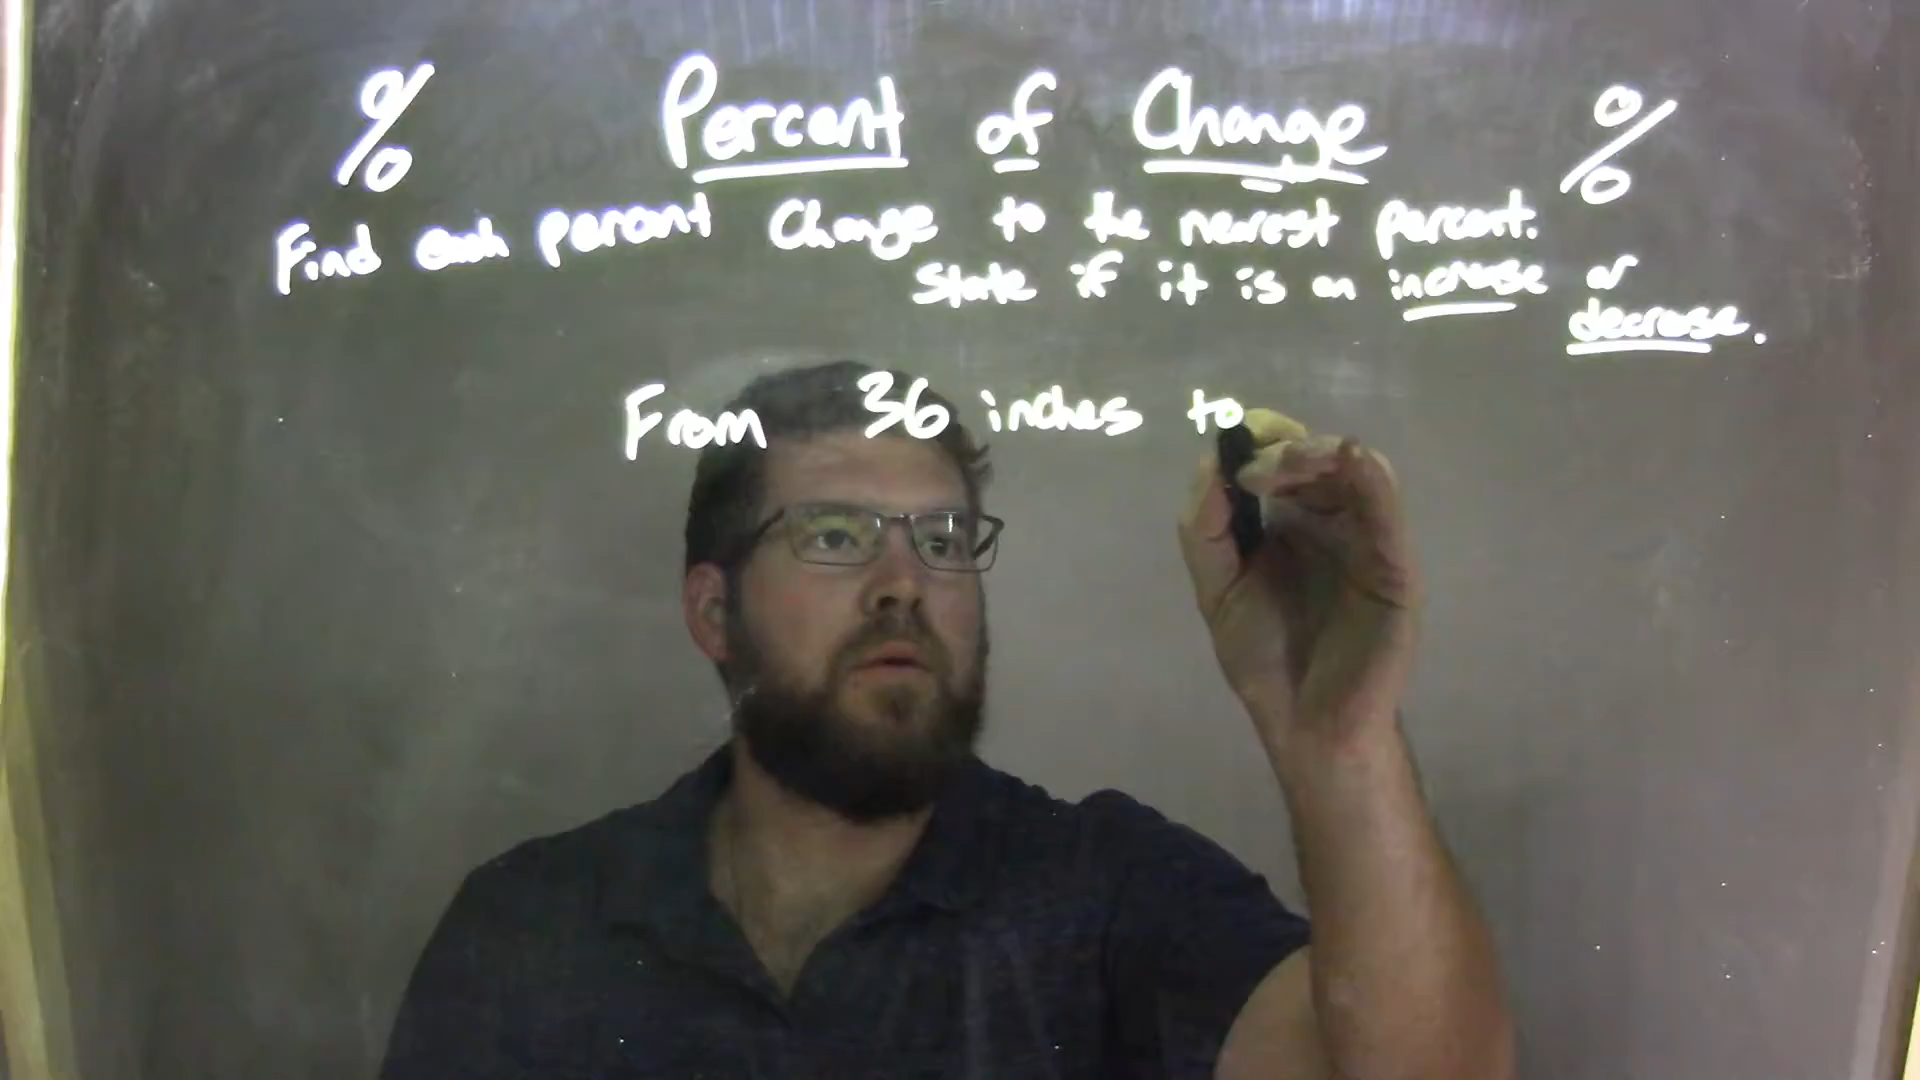 % Percent of Change %
Find each percent change to the nearest percent.
State if it is an increase or
decrease.
From 36 inches to